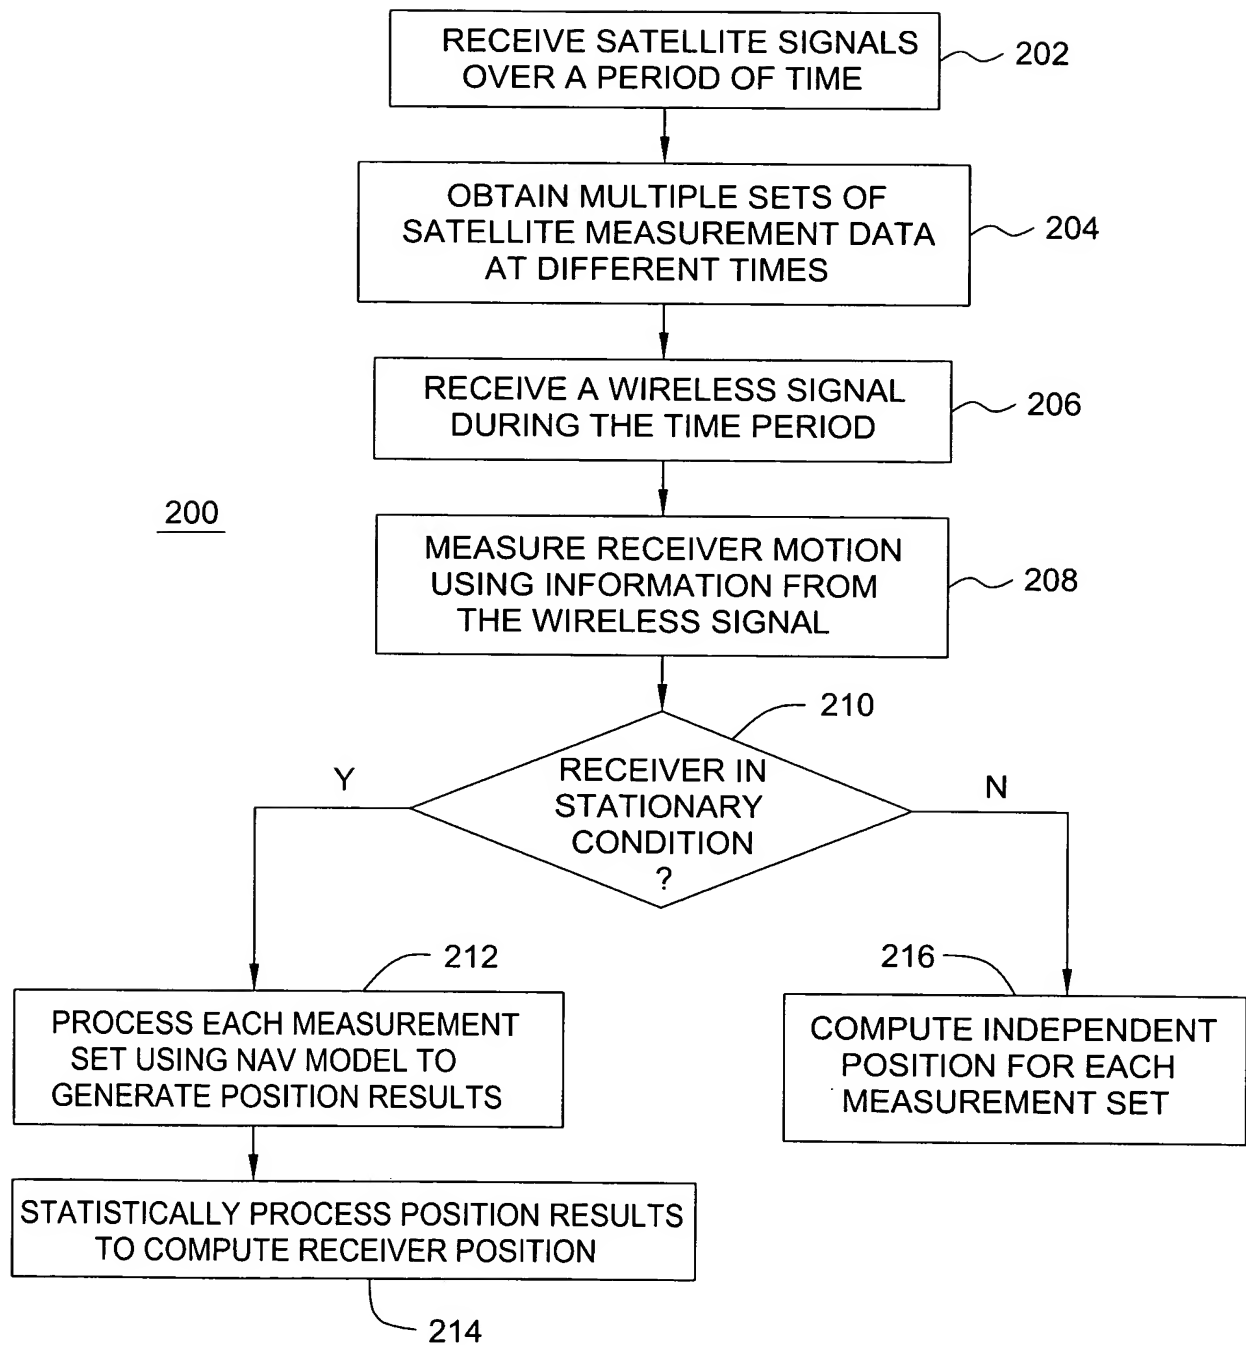 RECEIVE SATELLITE SIGNALS
OVER A PERIOD OF TIME
202
OBTAIN MULTIPLE SETS OF
SATELLITE MEASUREMENT DATA
AT DIFFERENT TIMES
204
RECEIVE A WIRELESS SIGNAL
DURING THE TIME PERIOD
206
200
MEASURE RECEIVER MOTION
USING INFORMATION FROM
THE WIRELESS SIGNAL
208
210
RECEIVER IN
STATIONARY
CONDITION
?
Y
N
212
PROCESS EACH MEASUREMENT
SET USING NAV MODEL TO
GENERATE POSITION RESULTS
216
COMPUTE INDEPENDENT
POSITION FOR EACH
MEASUREMENT SET
STATISTICALLY PROCESS POSITION RESULTS
TO COMPUTE RECEIVER POSITION
214